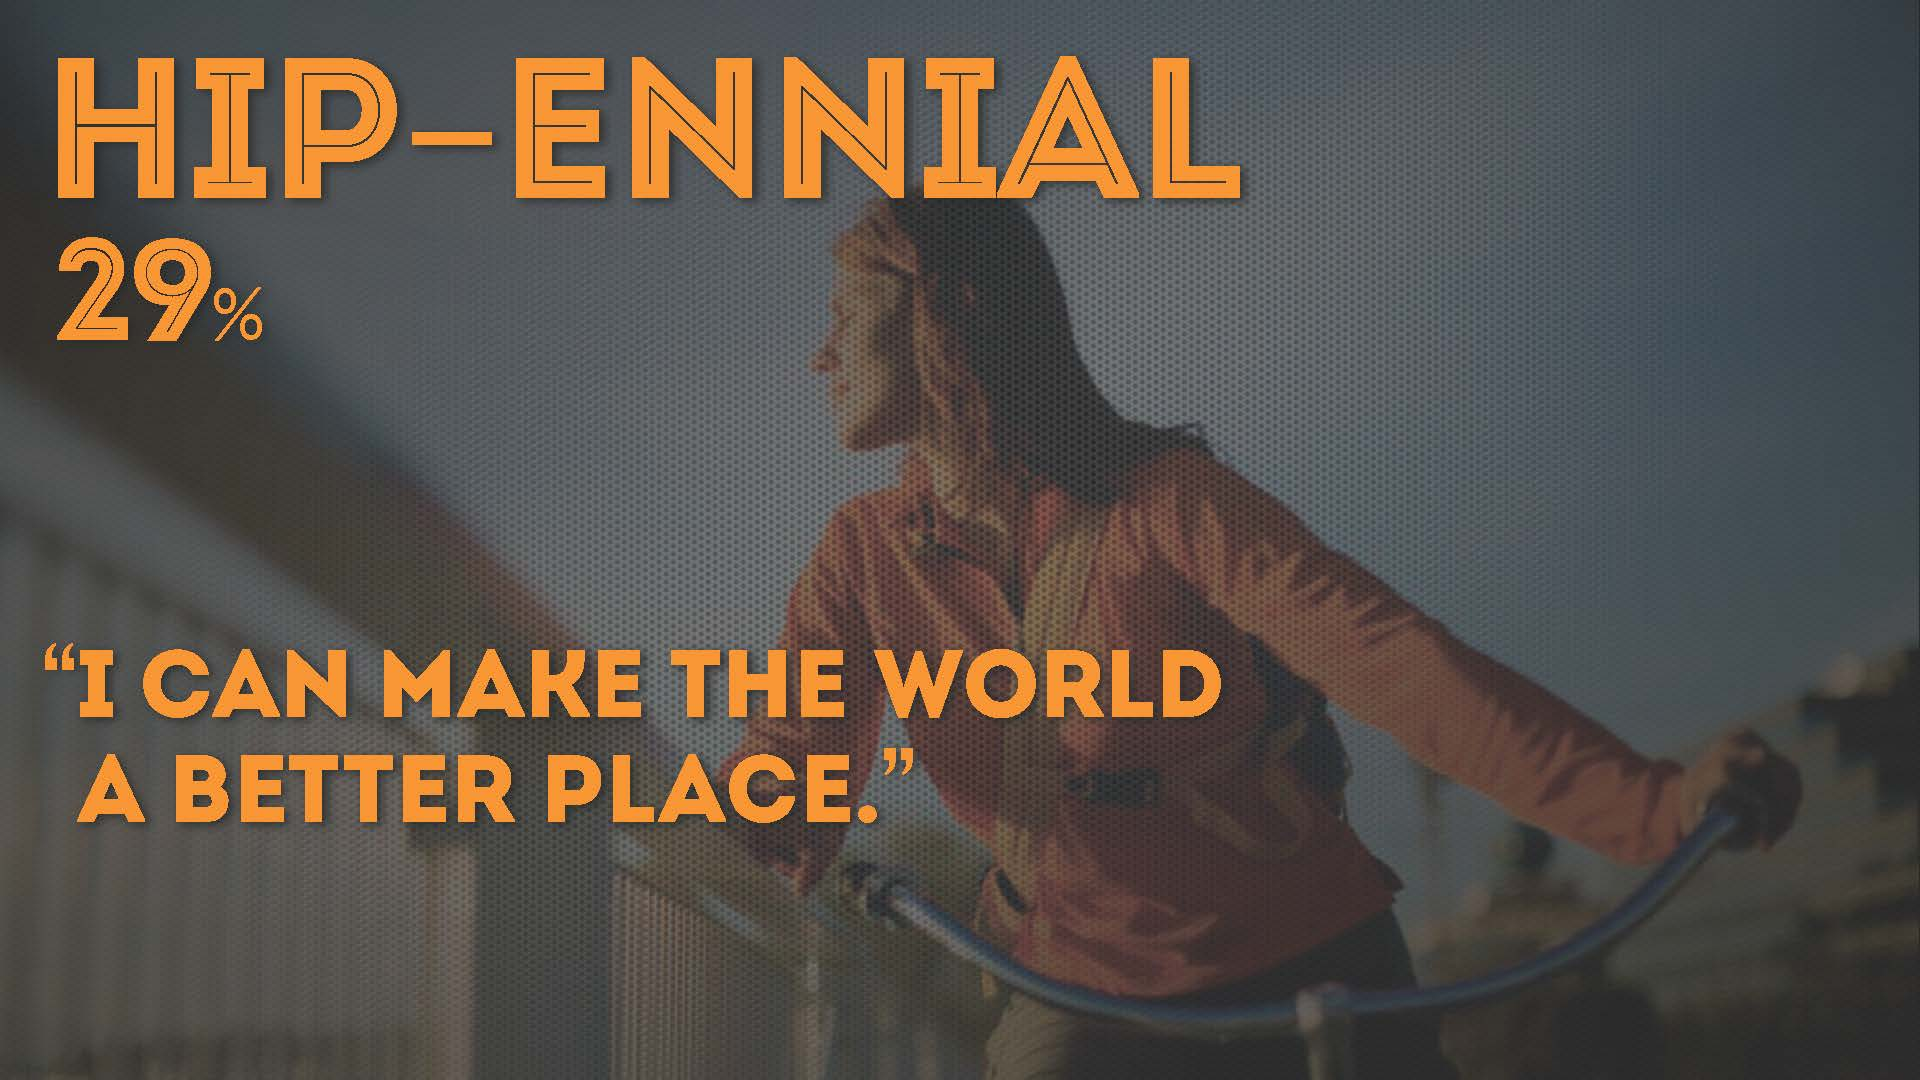 HIP-ENNIAL
29%
“I CAN MAKE THE WORLD
A BETTER PLACE.”